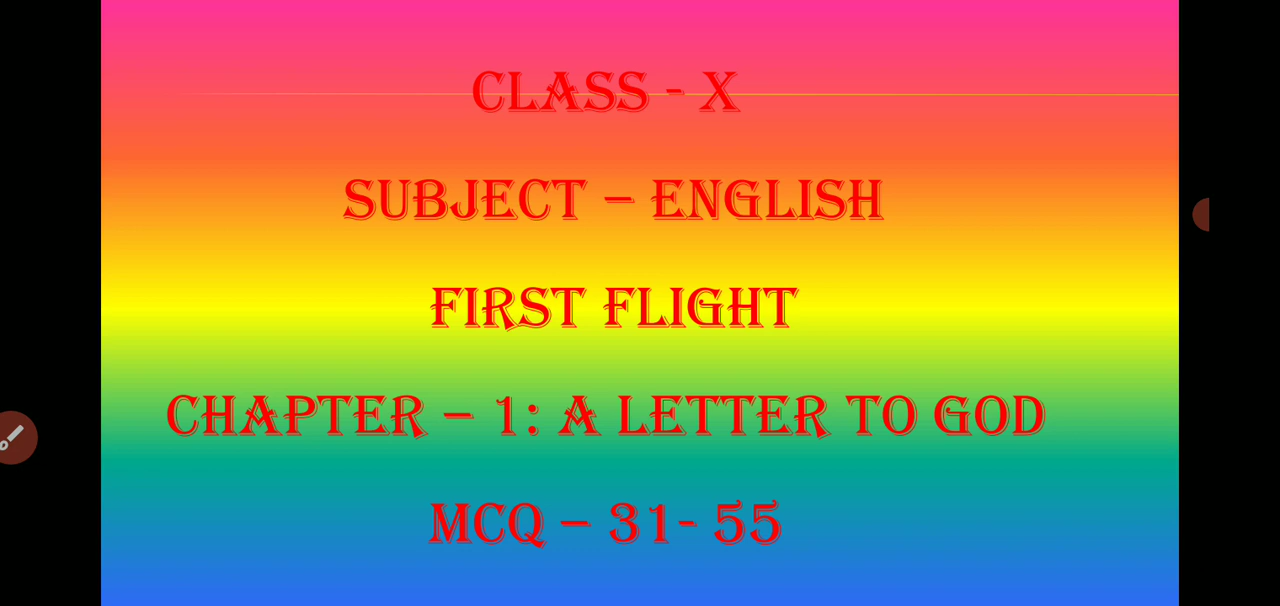 CLASS - X
SUBJECT – ENGLISH
FIRST FLIGHT
CHAPTER – 1: A LETTER TO GOD
MCQ – 31- 55